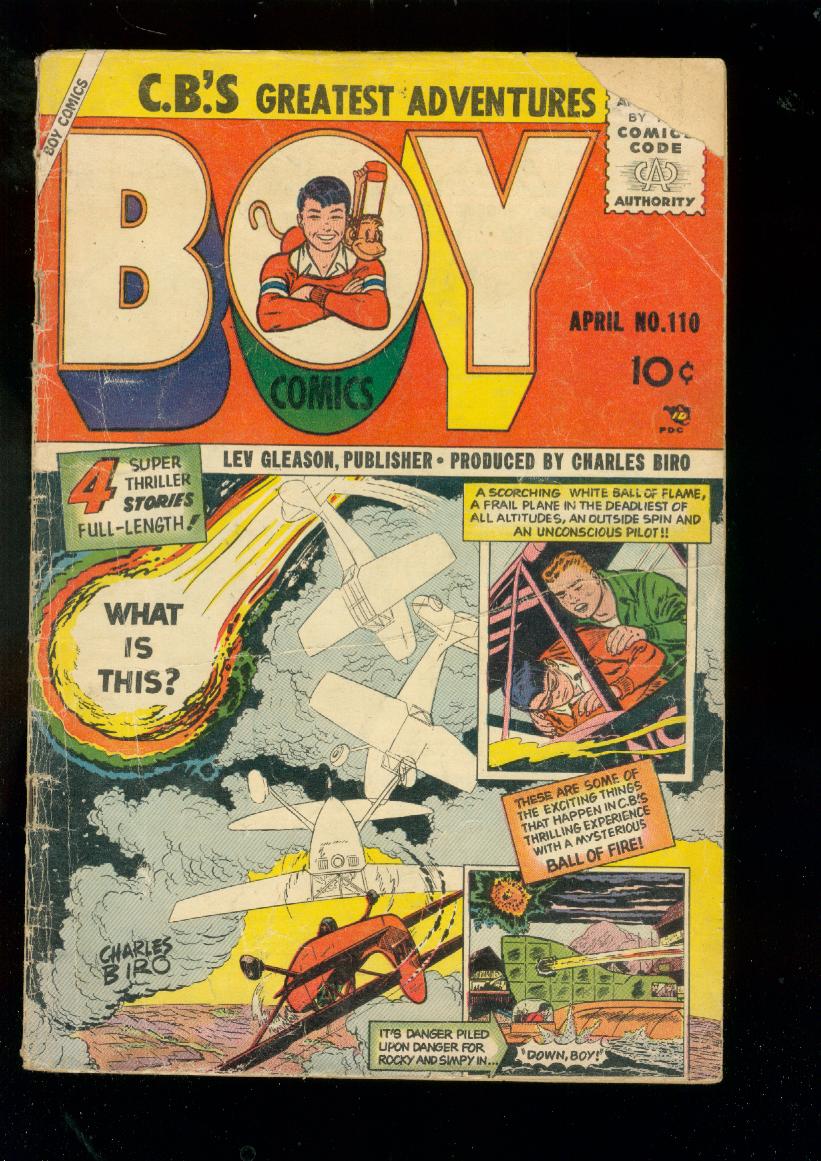 BOY COMICS
C.B.'S GREATEST ADVENTURES
BY
COMICS
CODE
CA
AUTHORITY
BOY
COMICS
APRIL NO.110
10¢
PDC
LEV GLEASON, PUBLISHER • PRODUCED BY CHARLES BIRO
4 SUPER
THRILLER
STORIES
FULL-LENGTH!
A SCORCHING WHITE BALL OF FLAME,
A FRAIL PLANE IN THE DEADLIEST OF
ALL ALTITUDES, AN OUTSIDE SPIN AND
AN UNCONSCIOUS PILOT!!
WHAT
IS
THIS?
THESE ARE SOME OF
THE EXCITING THINGS
THAT HAPPEN IN C.B.'S
THRILLING EXPERIENCE
WITH A MYSTERIOUS
BALL OF FIRE!
CHARLES
BIRO
IT'S DANGER PILED
UPON DANGER FOR
ROCKY AND SIMPY IN...
"DOWN, BOY!"